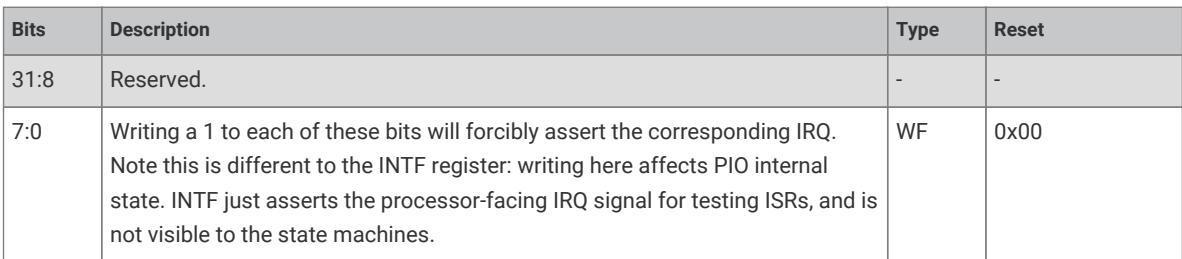 Bits Description Type Reset
31:8 Reserved. - -
7:0 Writing a 1 to each of these bits will forcibly assert the corresponding IRQ. WF 0x00
Note this is different to the INTF register: writing here affects PIO internal
state. INTF just asserts the processor-facing IRQ signal for testing ISRs, and is
not visible to the state machines.